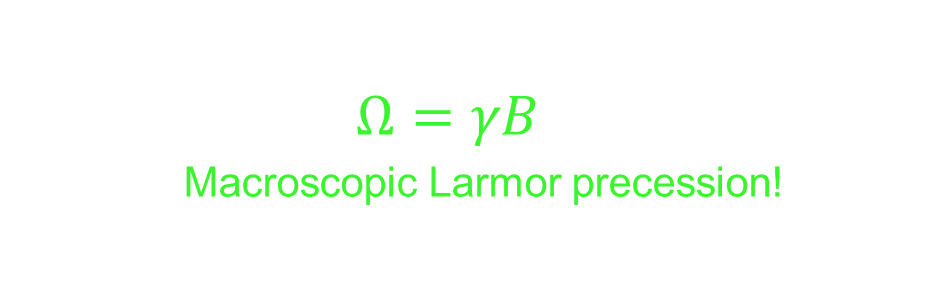 Ω = γB
Macroscopic Larmor precession!